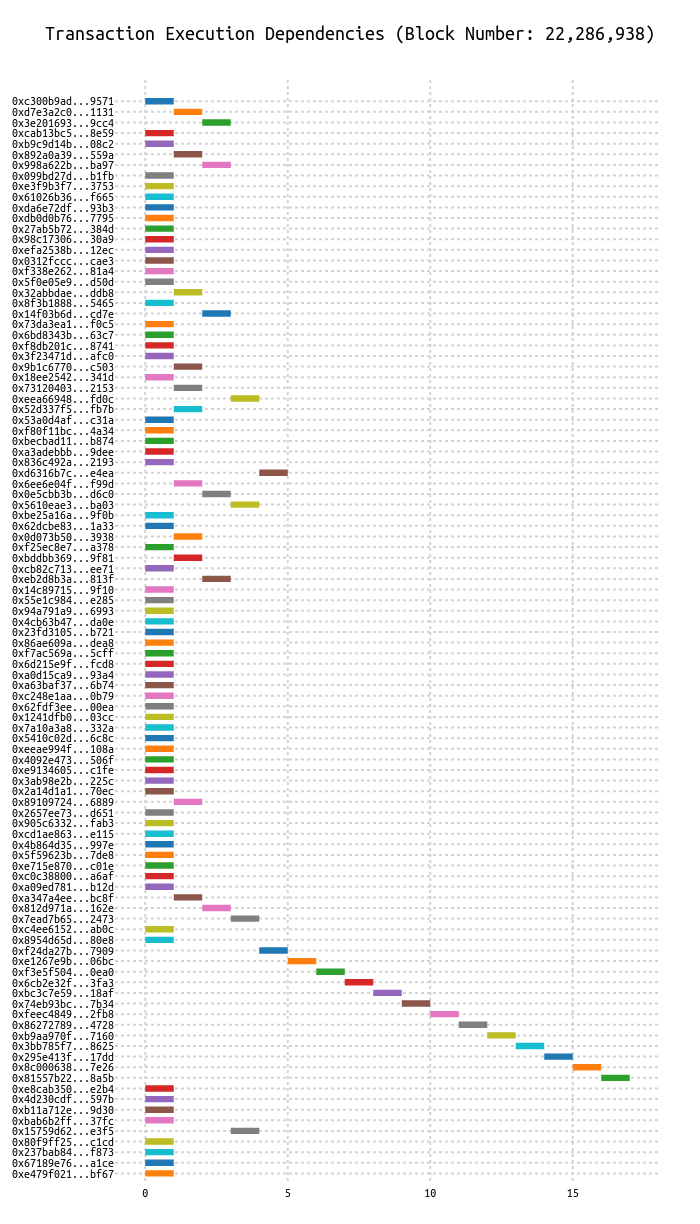 Transaction Execution Dependencies (Block Number: 22,286,938)
0xc300b9ad...9571
0xd7e3a2c0...1131
0x3e201693...9cc4
0xcab13bc5...8e59
0xb9c9d14b...08c2
0x892a0a39...559a
0x998a622b...ba97
0x099bd27d...b1fb
0xe3f9b3f7...3753
0x61026b36...f665
0xda6e72df...93b3
0xdb0d0b76...7795
0x27ab5b72...384d
0x98c17306...30a9
0xefa2538b...12ec
0x0312fccc...cae3
0xf338e262...81a4
0x5f0e05e9...d50d
0x32abbdae...ddb8
0x8f3b1888...5465
0x14f03b6d...cd7e
0x73da3ea1...f0c5
0x6bd8343b...63c7
0xf8db201c...8741
0x3f23471d...afc0
0x9b1c6770...c503
0x18ee2542...341d
0x73120403...2153
0xeea66948...fd0c
0x52d337f5...fb7b
0x53a0d4af...c31a
0xf80f11bc...4a34
0xbecbad11...b874
0xa3adebbb...9dee
0x836c492a...2193
0xd6316b7c...e4ea
0x6ee6e04f...f99d
0x0e5cbb3b...d6c0
0x5610eae3...ba03
0xbe25a16a...9f0b
0x62dcbe83...1a33
0x0d073b50...3938
0xf25ec8e7...a378
0xbddbb369...9f81
0xcb82c713...ee71
0xeb2d8b3a...813f
0x14c89715...9f10
0x55e1c984...e285
0x94a791a9...6993
0x4cb63b47...da0e
0x23fd3105...b721
0x86ae609a...dea8
0xf7ac569a...5cff
0x6d215e9f...fcd8
0xa0d15ca9...93a4
0xa63baf37...6b74
0xc248e1aa...0b79
0x62fdf3ee...00ea
0x1241dfb0...03cc
0x7a10a3a8...332a
0x5410c02d...6c8c
0xeeae994f...108a
0x4092e473...506f
0xe9134605...c1fe
0x3ab98e2b...225c
0x2a14d1a1...70ec
0x89109724...6889
0x2657ee73...d651
0x905c6332...fab3
0xcd1ae863...e115
0x4b864d35...997e
0x5f59623b...7de8
0xe715e870...c01e
0xc0c38800...a6af
0xa09ed781...b12d
0xa347a4ee...bc8f
0x812d971a...162e
0x7ead7b65...2473
0xc4ee6152...ab0c
0x8954d65d...80e8
0xf24da27b...7909
0xe1267e9b...06bc
0xf3e5f504...0ea0
0x6cb2e32f...3fa3
0xbc3c7e59...18af
0x74eb93bc...7b34
0xfeec4849...2fb8
0x86272789...4728
0xb9aa970f...7160
0x3bb785f7...8625
0x295e413f...17dd
0x8c000638...7e26
0x81557b22...8a5b
0xe8cab350...e2b4
0x4d230cdf...597b
0xb11a712e...9d30
0xbab6b2ff...37fc
0x15759d62...e3f5
0x80f9ff25...c1cd
0x237bab84...f873
0x67189e76...a1ce
0xe479f021...bf67
0 5 10 15